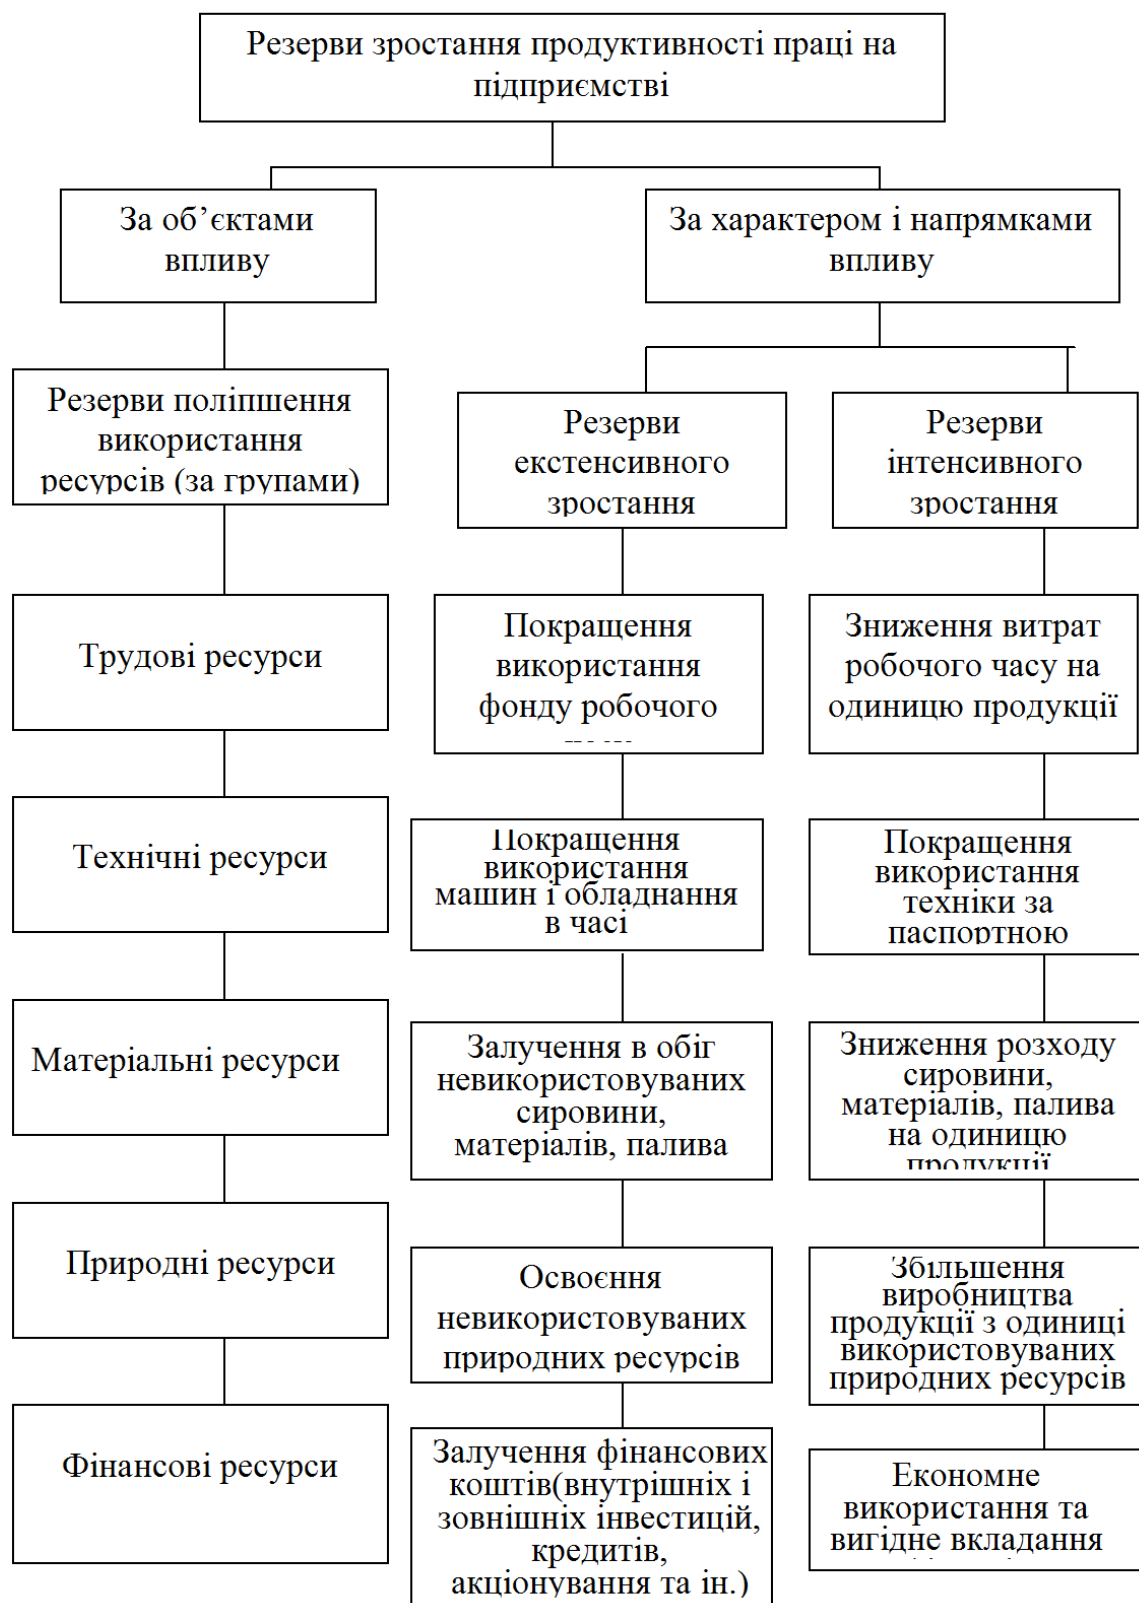 Резерви зростання продуктивності праці на
підприємстві
За об’єктами
впливу
За характером і напрямками
впливу
Резерви поліпшення
використання
ресурсів (за групами)
Резерви
екстенсивного
зростання
Резерви
інтенсивного
зростання
Трудові ресурси
Покращення
використання
фонду робочого
Зниження витрат
робочого часу на
одиницю продукції
Технічні ресурси
Покращення
використання
машин і обладнання
в часі
Покращення
використання
техніки за
паспортною
Матеріальні ресурси
Залучення в обіг
невикористовуваних
сировини,
матеріалів, палива
Зниження розходу
сировини,
матеріалів, палива
на одиницю
продукції
Природні ресурси
Освоєння
невикористовуваних
природних ресурсів
Збільшення
виробництва
продукції з одиниці
використовуваних
природних ресурсів
Фінансові ресурси
Залучення фінансових
коштів(внутрішніх і
зовнішніх інвестицій,
кредитів,
акціонування та ін.)
Економне
використання та
вигідне вкладання